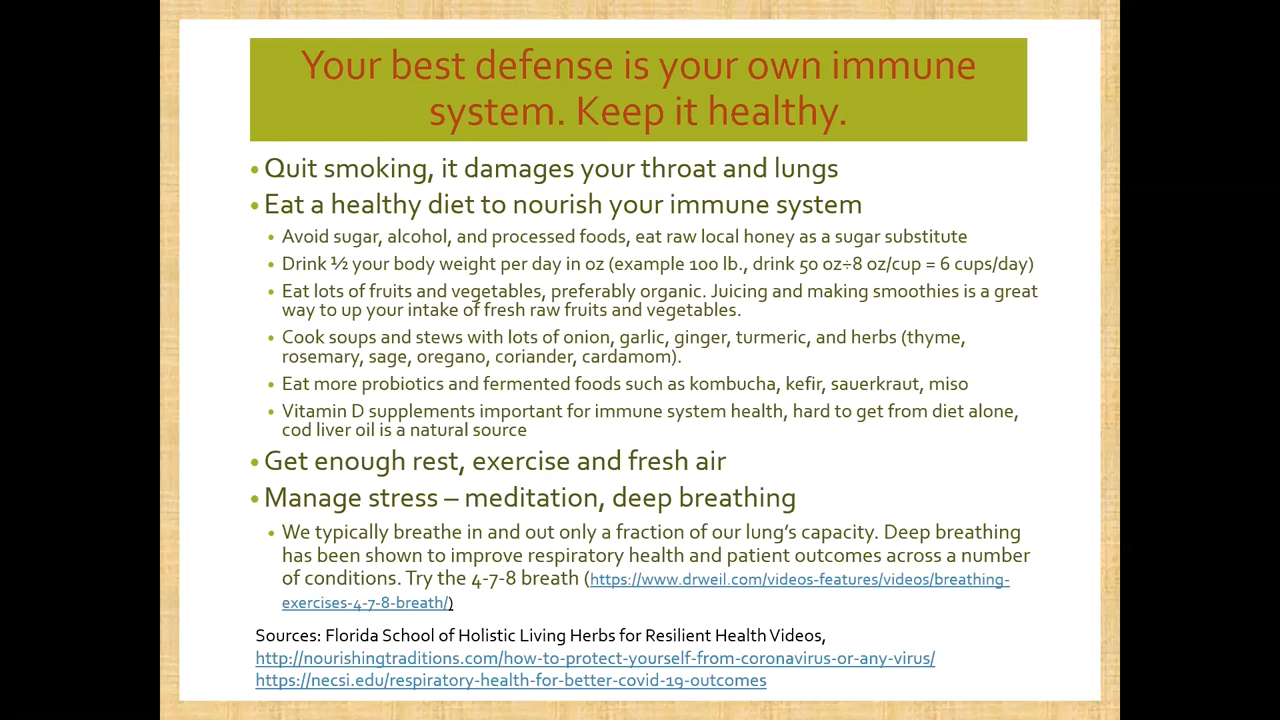 Your best defense is your own immune
system. Keep it healthy.
• Quit smoking, it damages your throat and lungs
• Eat a healthy diet to nourish your immune system
• Avoid sugar, alcohol, and processed foods, eat raw local honey as a sugar substitute
• Drink ½ your body weight per day in oz (example 100 lb., drink 50 oz÷8 oz/cup = 6 cups/day)
• Eat lots of fruits and vegetables, preferably organic. Juicing and making smoothies is a great
way to up your intake of fresh raw fruits and vegetables.
• Cook soups and stews with lots of onion, garlic, ginger, turmeric, and herbs (thyme,
rosemary, sage, oregano, coriander, cardamom).
• Eat more probiotics and fermented foods such as kombucha, kefir, sauerkraut, miso
• Vitamin D supplements important for immune system health, hard to get from diet alone,
cod liver oil is a natural source
• Get enough rest, exercise and fresh air
• Manage stress – meditation, deep breathing
• We typically breathe in and out only a fraction of our lung's capacity. Deep breathing
has been shown to improve respiratory health and patient outcomes across a number
of conditions. Try the 4-7-8 breath (https://www.drweil.com/videos-features/videos/breathing-
exercises-4-7-8-breath/)
Sources: Florida School of Holistic Living Herbs for Resilient Health Videos,
http://nourishingtraditions.com/how-to-protect-yourself-from-coronavirus-or-any-virus/
https://necsi.edu/respiratory-health-for-better-covid-19-outcomes